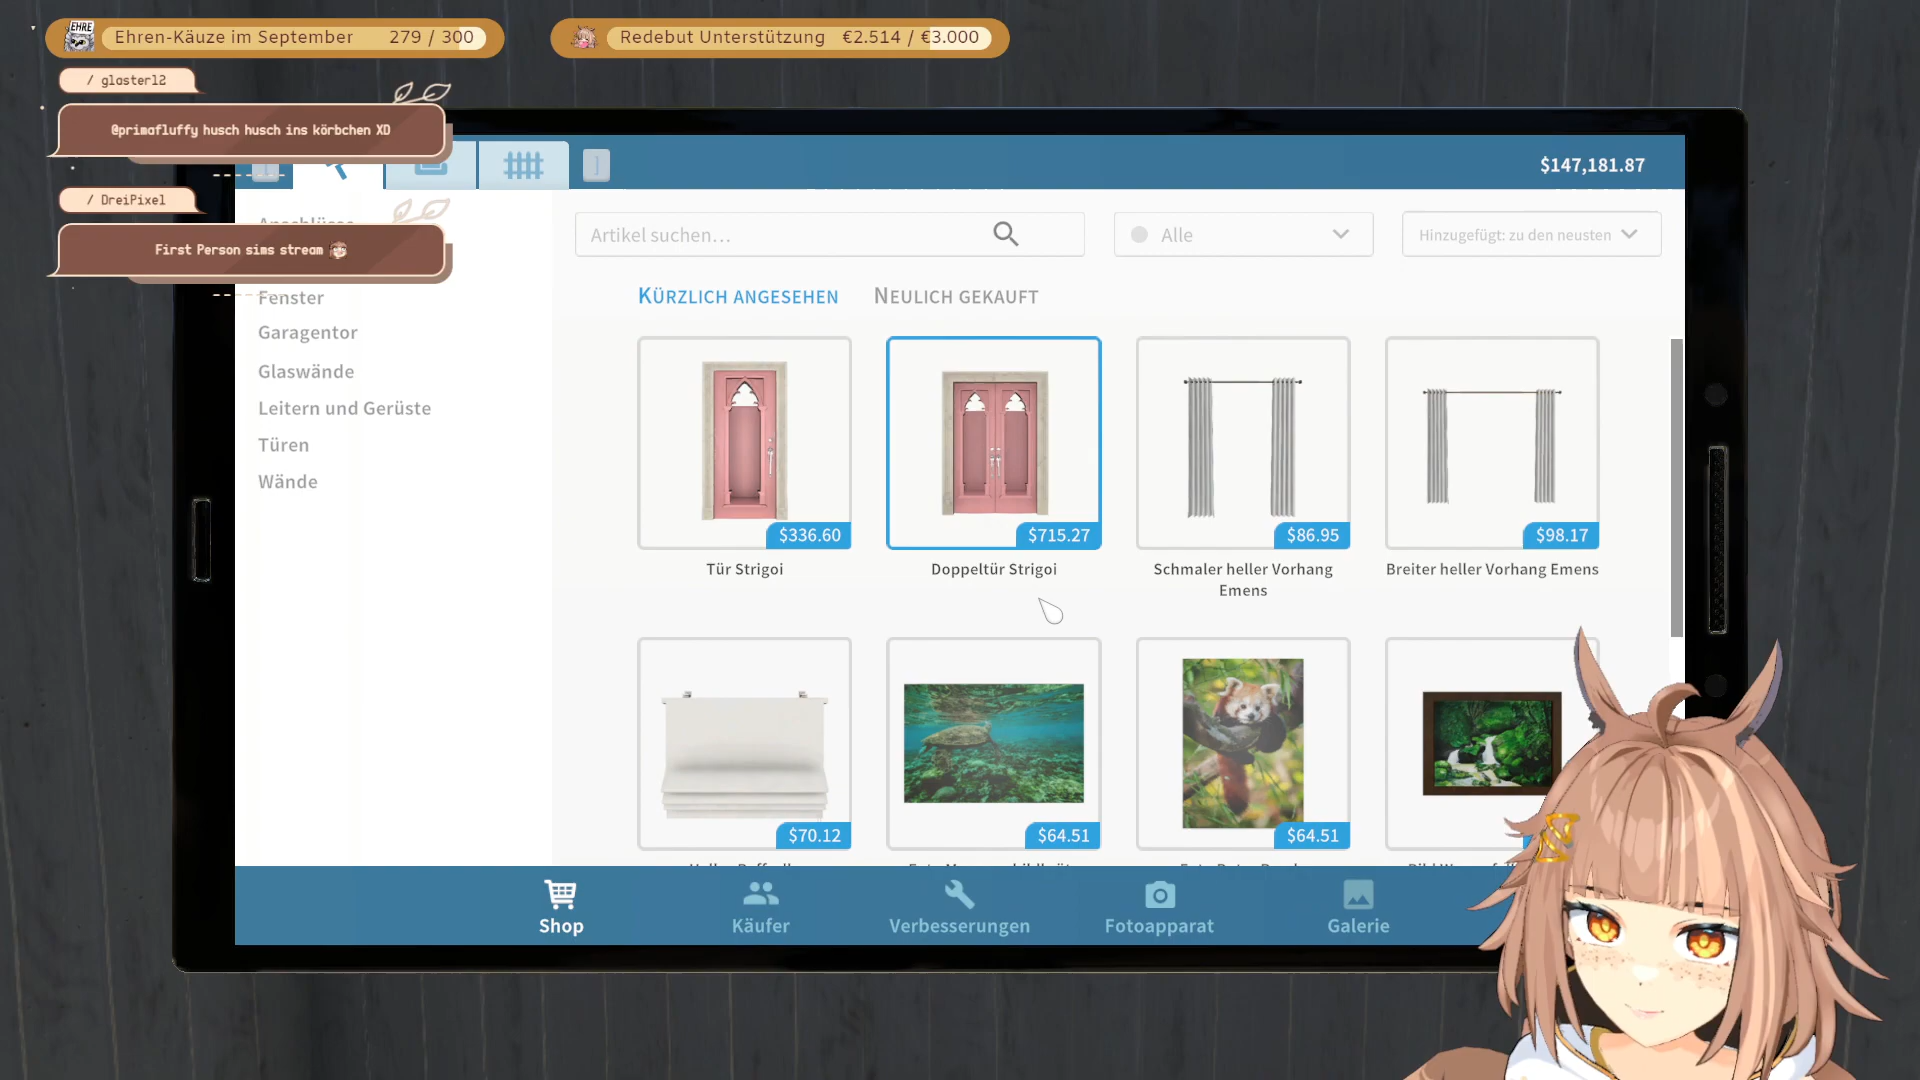 EHRE
Ehren-Käuze im September 279 / 300
Redebut Unterstützung €2.514 / €3.000
/ glaster12
@primafluffy husch husch ins körbchen XD
/ DreiPixel
First Person sims stream
$147,181.87
Artikel suchen...
Alle
Hinzugefügt: zu den neusten
KÜRZLICH ANGESEHEN
NEULICH GEKAUFT
Fenster
Garagentor
Glaswände
Leitern und Gerüste
Türen
Wände
$336.60
$715.27
$86.95
$98.17
Tür Strigoi
Doppeltür Strigoi
Schmaler heller Vorhang
Emens
Breiter heller Vorhang Emens
$70.12
$64.51
$64.51
Shop
Käufer
Verbesserungen
Fotoapparat
Galerie